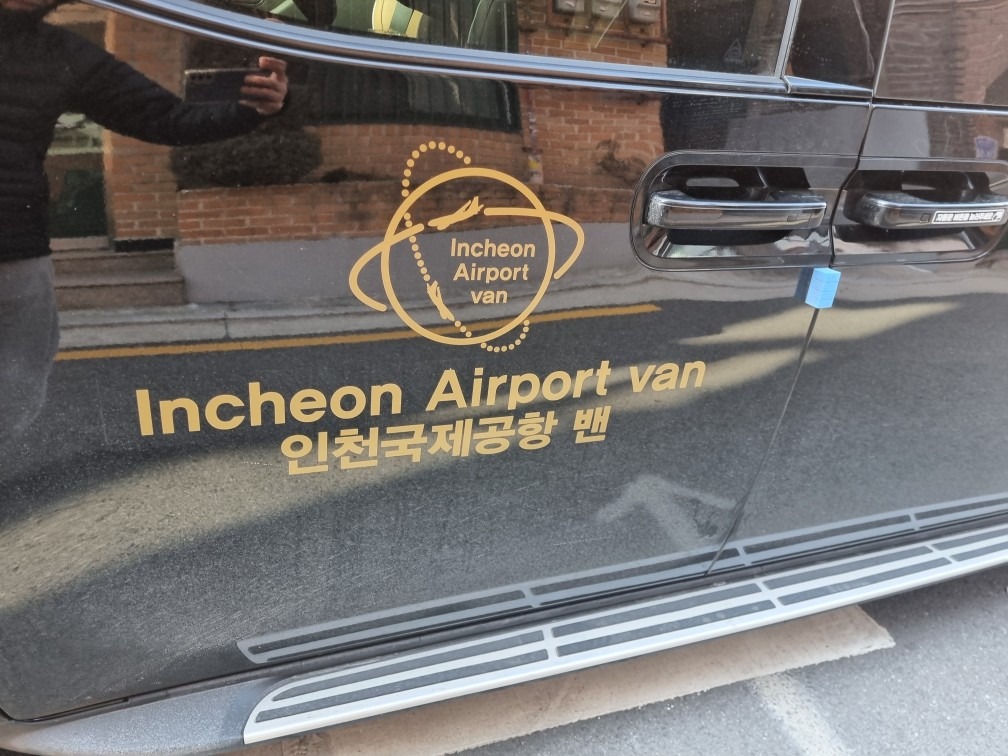 Incheon
Airport
van
Incheon Airport van
인천국제공항 밴